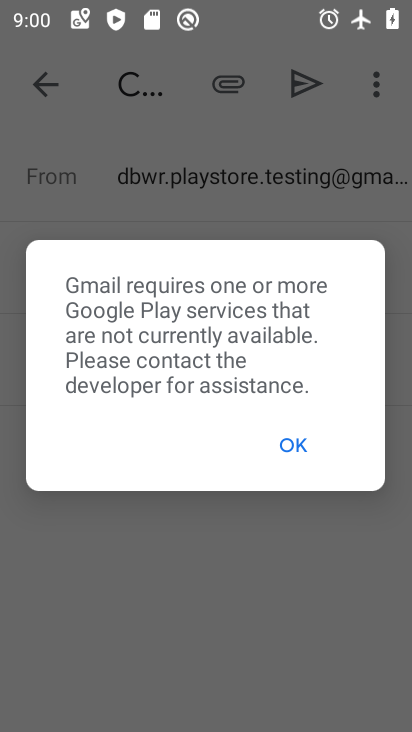 9:00
C...
From dbwr.playstore.testing@gma...
Gmail requires one or more
Google Play services that
are not currently available.
Please contact the
developer for assistance.
OK